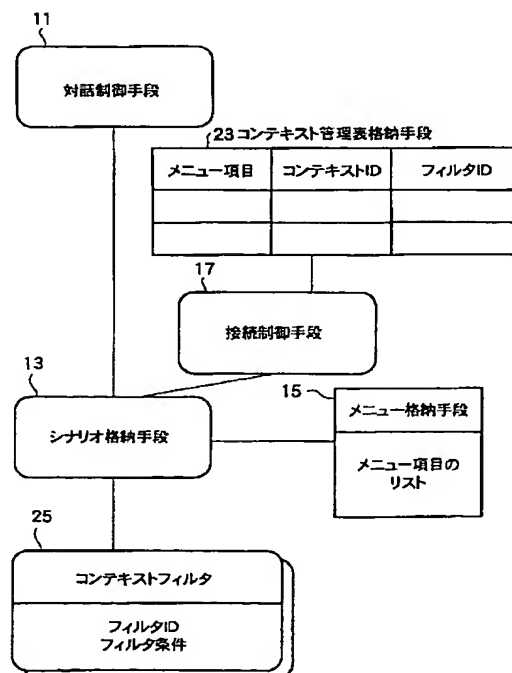 11
対話制御手段
23 コンテキスト管理表格納手段
メニュー項目 コンテキストID フィルタID
17
接続制御手段
13
シナリオ格納手段
15
メニュー格納手段
メニュー項目の
リスト
25
コンテキストフィルタ
フィルタID
フィルタ条件